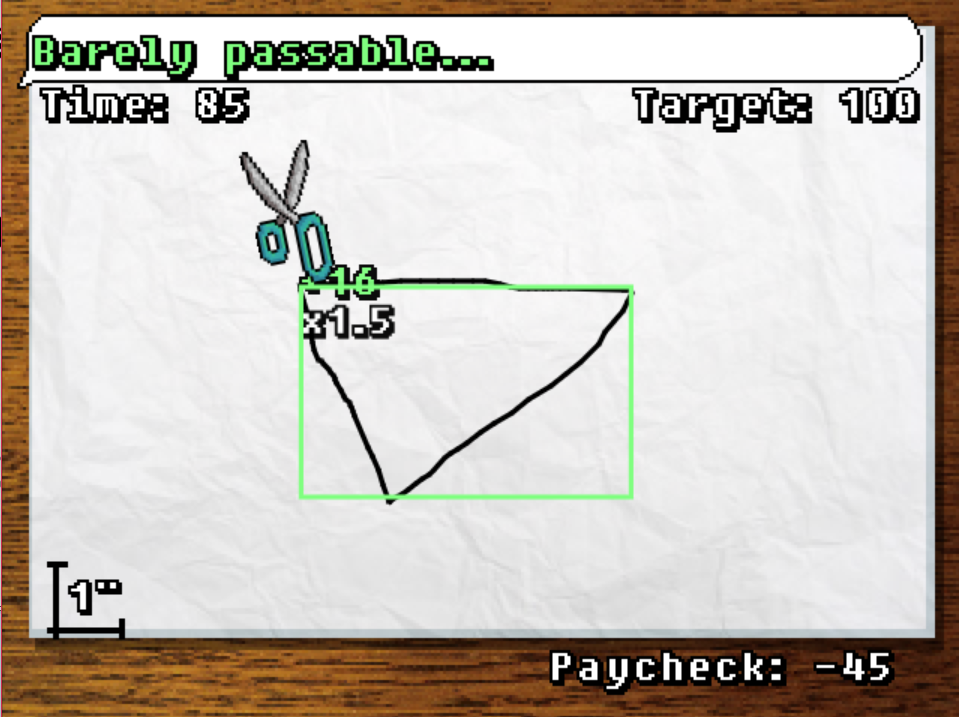 Barely passable...
Time: 85
Target: 100
+16
x1.5
1"
Paycheck: -45